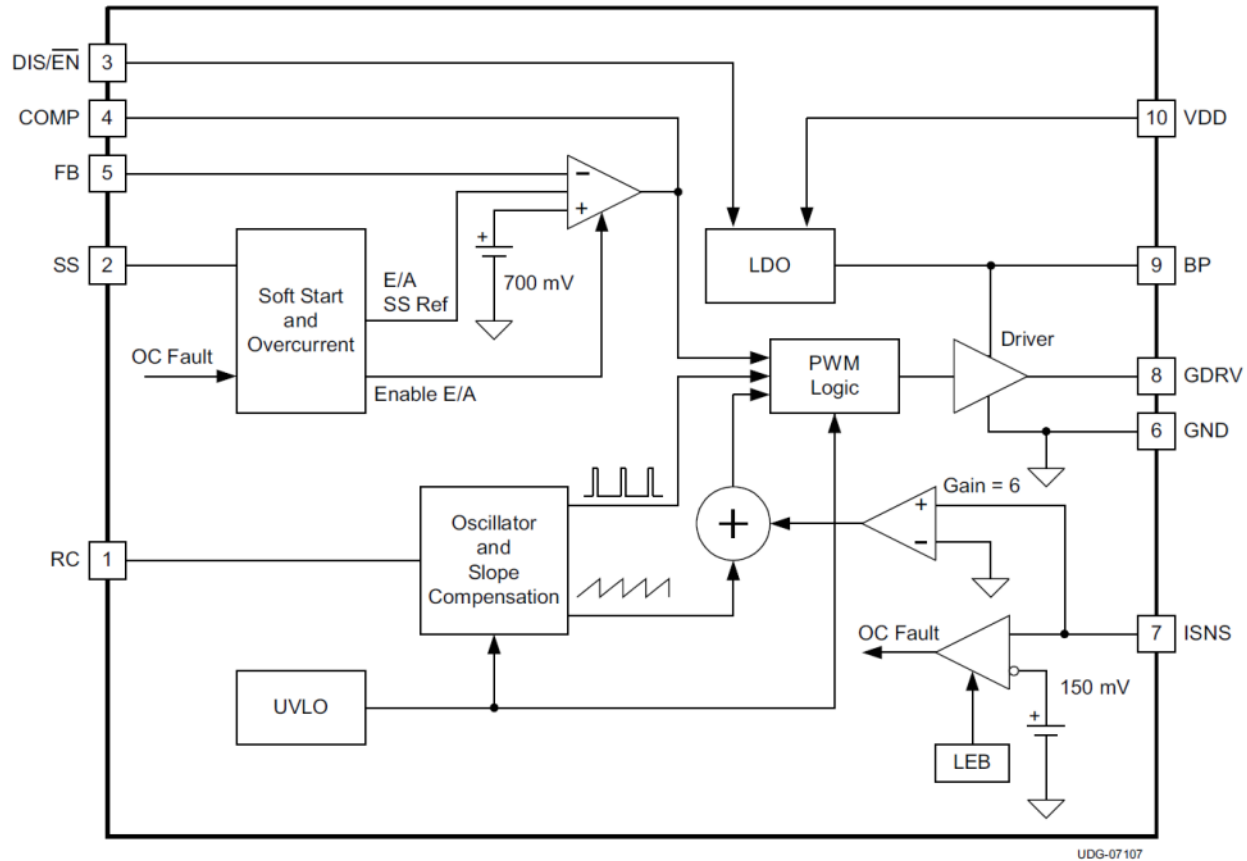 DIS/EN 3
COMP 4
FB 5
SS 2
RC 1
10 VDD
9 BP
8 GDRV
6 GND
7 ISNS
−
+
+
700 mV
E/A
SS Ref
Soft Start
and
Overcurrent
OC Fault
Enable E/A
LDO
Driver
PWM
Logic
Gain = 6
+
−
+
Oscillator
and
Slope
Compensation
UVLO
OC Fault
150 mV
+
LEB
UDG-07107